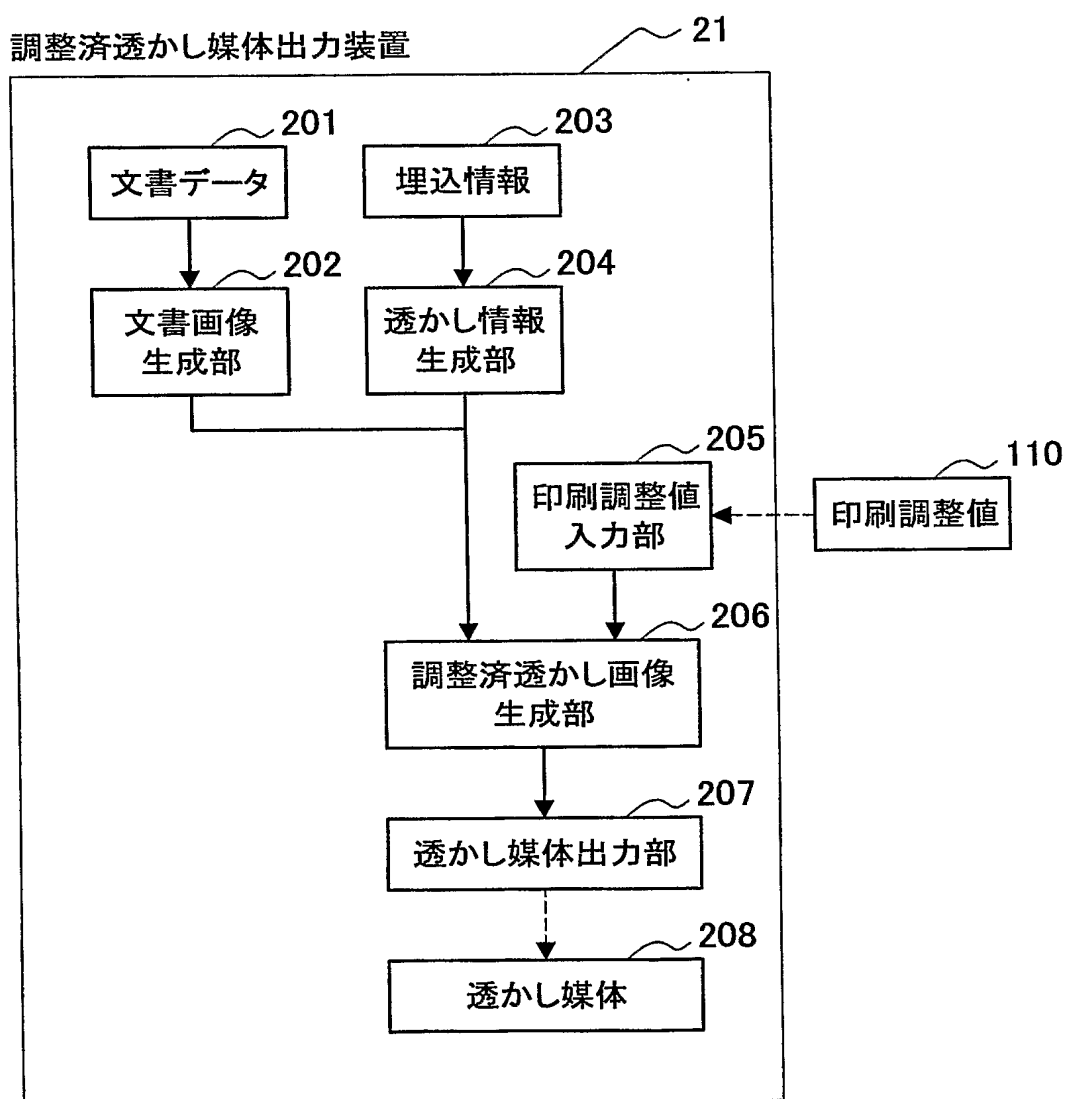 21
調整済透かし媒体出力装置
201
203
文書データ
埋込情報
202
204
文書画像
生成部
透かし情報
生成部
205
110
印刷調整値
入力部
印刷調整値
206
調整済透かし画像
生成部
207
透かし媒体出力部
208
透かし媒体